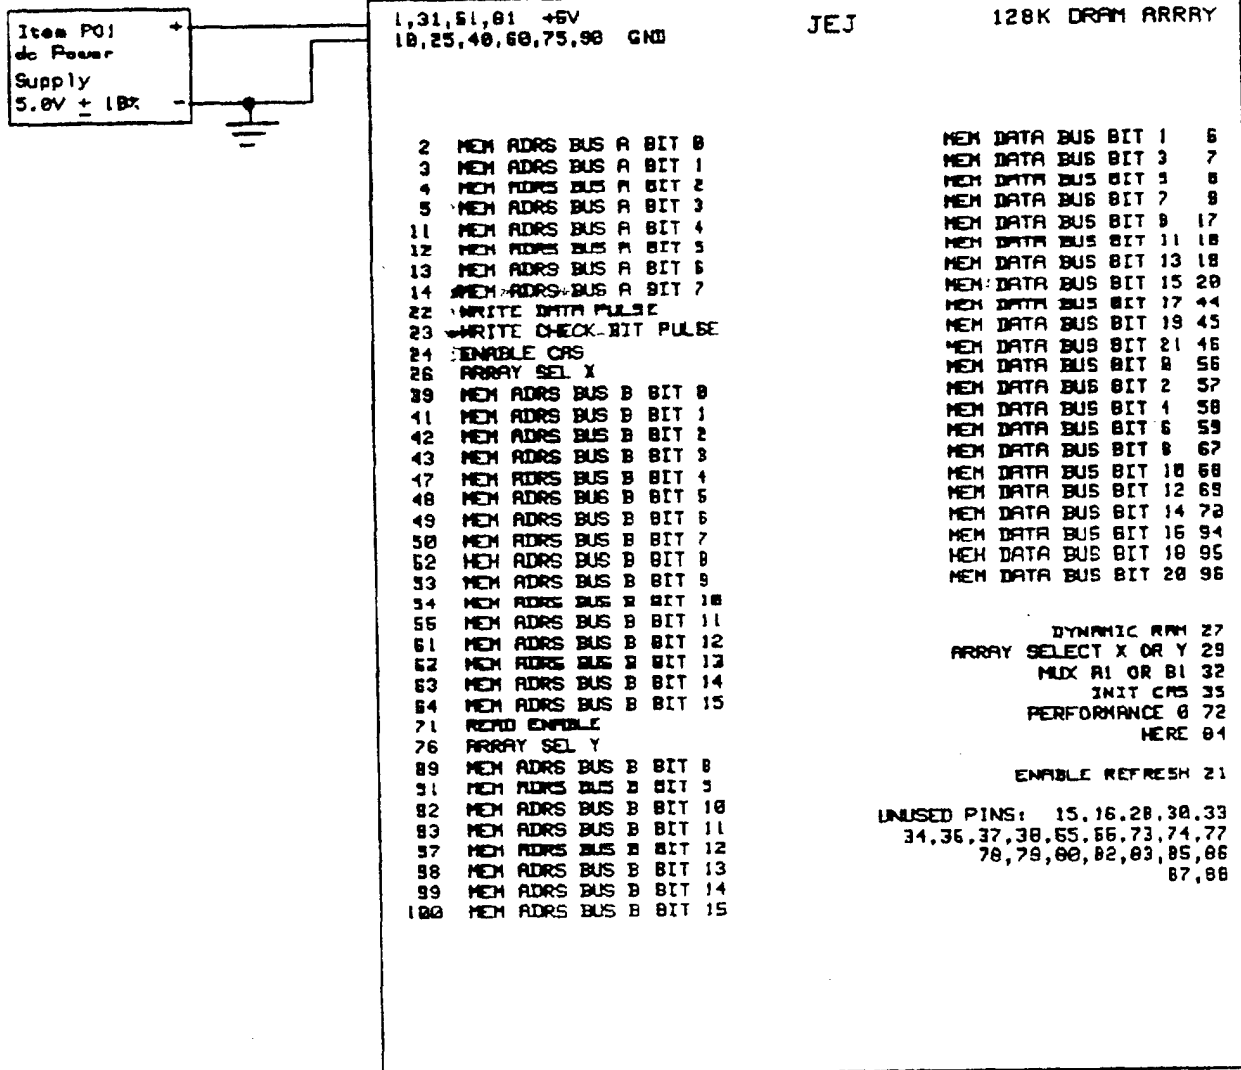 Item P01 +
dc Power
Supply
5.0V ± 10% -
1,31,51,81 +5V
10,25,40,60,75,90 GND
JEJ
128K DRAM ARRAY
2 MEM ADRS BUS A BIT 0
3 MEM ADRS BUS A BIT 1
4 MEM ADRS BUS A BIT 2
5 MEM ADRS BUS A BIT 3
11 MEM ADRS BUS A BIT 4
12 MEM ADRS BUS A BIT 5
13 MEM ADRS BUS A BIT 6
14 MEM ADRS BUS A BIT 7
22 WRITE DATA PULSE
23 WRITE CHECK-BIT PULSE
24 ENABLE CAS
26 ARRAY SEL X
39 MEM ADRS BUS B BIT 0
41 MEM ADRS BUS B BIT 1
42 MEM ADRS BUS B BIT 2
43 MEM ADRS BUS B BIT 3
47 MEM ADRS BUS B BIT 4
48 MEM ADRS BUS B BIT 5
49 MEM ADRS BUS B BIT 6
50 MEM ADRS BUS B BIT 7
52 MEM ADRS BUS B BIT 8
53 MEM ADRS BUS B BIT 9
54 MEM ADRS BUS B BIT 10
55 MEM ADRS BUS B BIT 11
61 MEM ADRS BUS B BIT 12
62 MEM ADRS BUS B BIT 13
63 MEM ADRS BUS B BIT 14
64 MEM ADRS BUS B BIT 15
71 READ ENABLE
76 ARRAY SEL Y
89 MEM ADRS BUS B BIT 8
91 MEM ADRS BUS B BIT 9
92 MEM ADRS BUS B BIT 10
93 MEM ADRS BUS B BIT 11
97 MEM ADRS BUS B BIT 12
98 MEM ADRS BUS B BIT 13
99 MEM ADRS BUS B BIT 14
100 MEM ADRS BUS B BIT 15
MEM DATA BUS BIT 1 6
MEM DATA BUS BIT 3 7
MEM DATA BUS BIT 5 8
MEM DATA BUS BIT 7 9
MEM DATA BUS BIT 9 17
MEM DATA BUS BIT 11 18
MEM DATA BUS BIT 13 19
MEM DATA BUS BIT 15 20
MEM DATA BUS BIT 17 44
MEM DATA BUS BIT 19 45
MEM DATA BUS BIT 21 46
MEM DATA BUS BIT 0 56
MEM DATA BUS BIT 2 57
MEM DATA BUS BIT 4 58
MEM DATA BUS BIT 6 59
MEM DATA BUS BIT 8 67
MEM DATA BUS BIT 10 68
MEM DATA BUS BIT 12 69
MEM DATA BUS BIT 14 70
MEM DATA BUS BIT 16 94
MEM DATA BUS BIT 18 95
MEM DATA BUS BIT 20 96
DYNAMIC RAM 27
ARRAY SELECT X OR Y 29
MUX A1 OR B1 32
INIT CAS 35
PERFORMANCE 0 72
HERE 84
ENABLE REFRESH 21
UNUSED PINS: 15,16,28,30,33
34,36,37,38,65,66,73,74,77
78,79,80,82,83,85,86
87,88